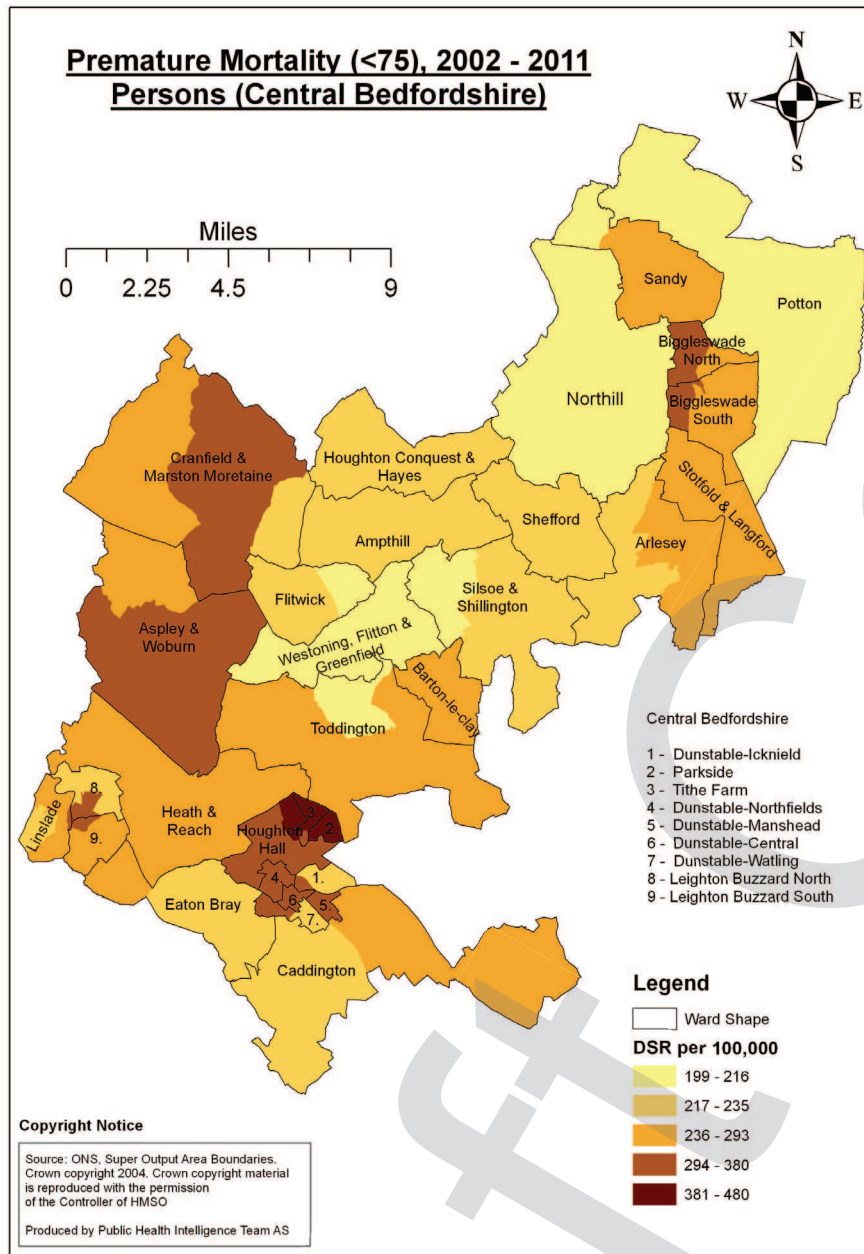 Premature Mortality (<75), 2002 - 2011
Persons (Central Bedfordshire)
N
W
E
S
Miles
0 2.25 4.5 9
Sandy
Potton
Biggleswade
North
Northill
Biggleswade
South
Cranfield &
Marston Moretaine
Houghton Conquest &
Hayes
Stotfold & Langford
Shefford
Ampthill
Arlesey
Flitwick
Silsoe &
Shillington
Aspley &
Woburn
Westoning, Flitton &
Greenfield
Barton-le-clay
Toddington
Linslade
8
9.
Heath &
Reach
Houghton
Hall
3
2.
4.
1.
6
5.
7.
Eaton Bray
Caddington
Central Bedfordshire
1 - Dunstable-Icknield
2 - Parkside
3 - Tithe Farm
4 - Dunstable-Northfields
5 - Dunstable-Manshead
6 - Dunstable-Central
7 - Dunstable-Watling
8 - Leighton Buzzard North
9 - Leighton Buzzard South
Legend
Ward Shape
DSR per 100,000
199 - 216
217 - 235
236 - 293
294 - 380
381 - 480
Copyright Notice
Source: ONS, Super Output Area Boundaries.
Crown copyright 2004. Crown copyright material
is reproduced with the permission
of the Controller of HMSO
Produced by Public Health Intelligence Team AS